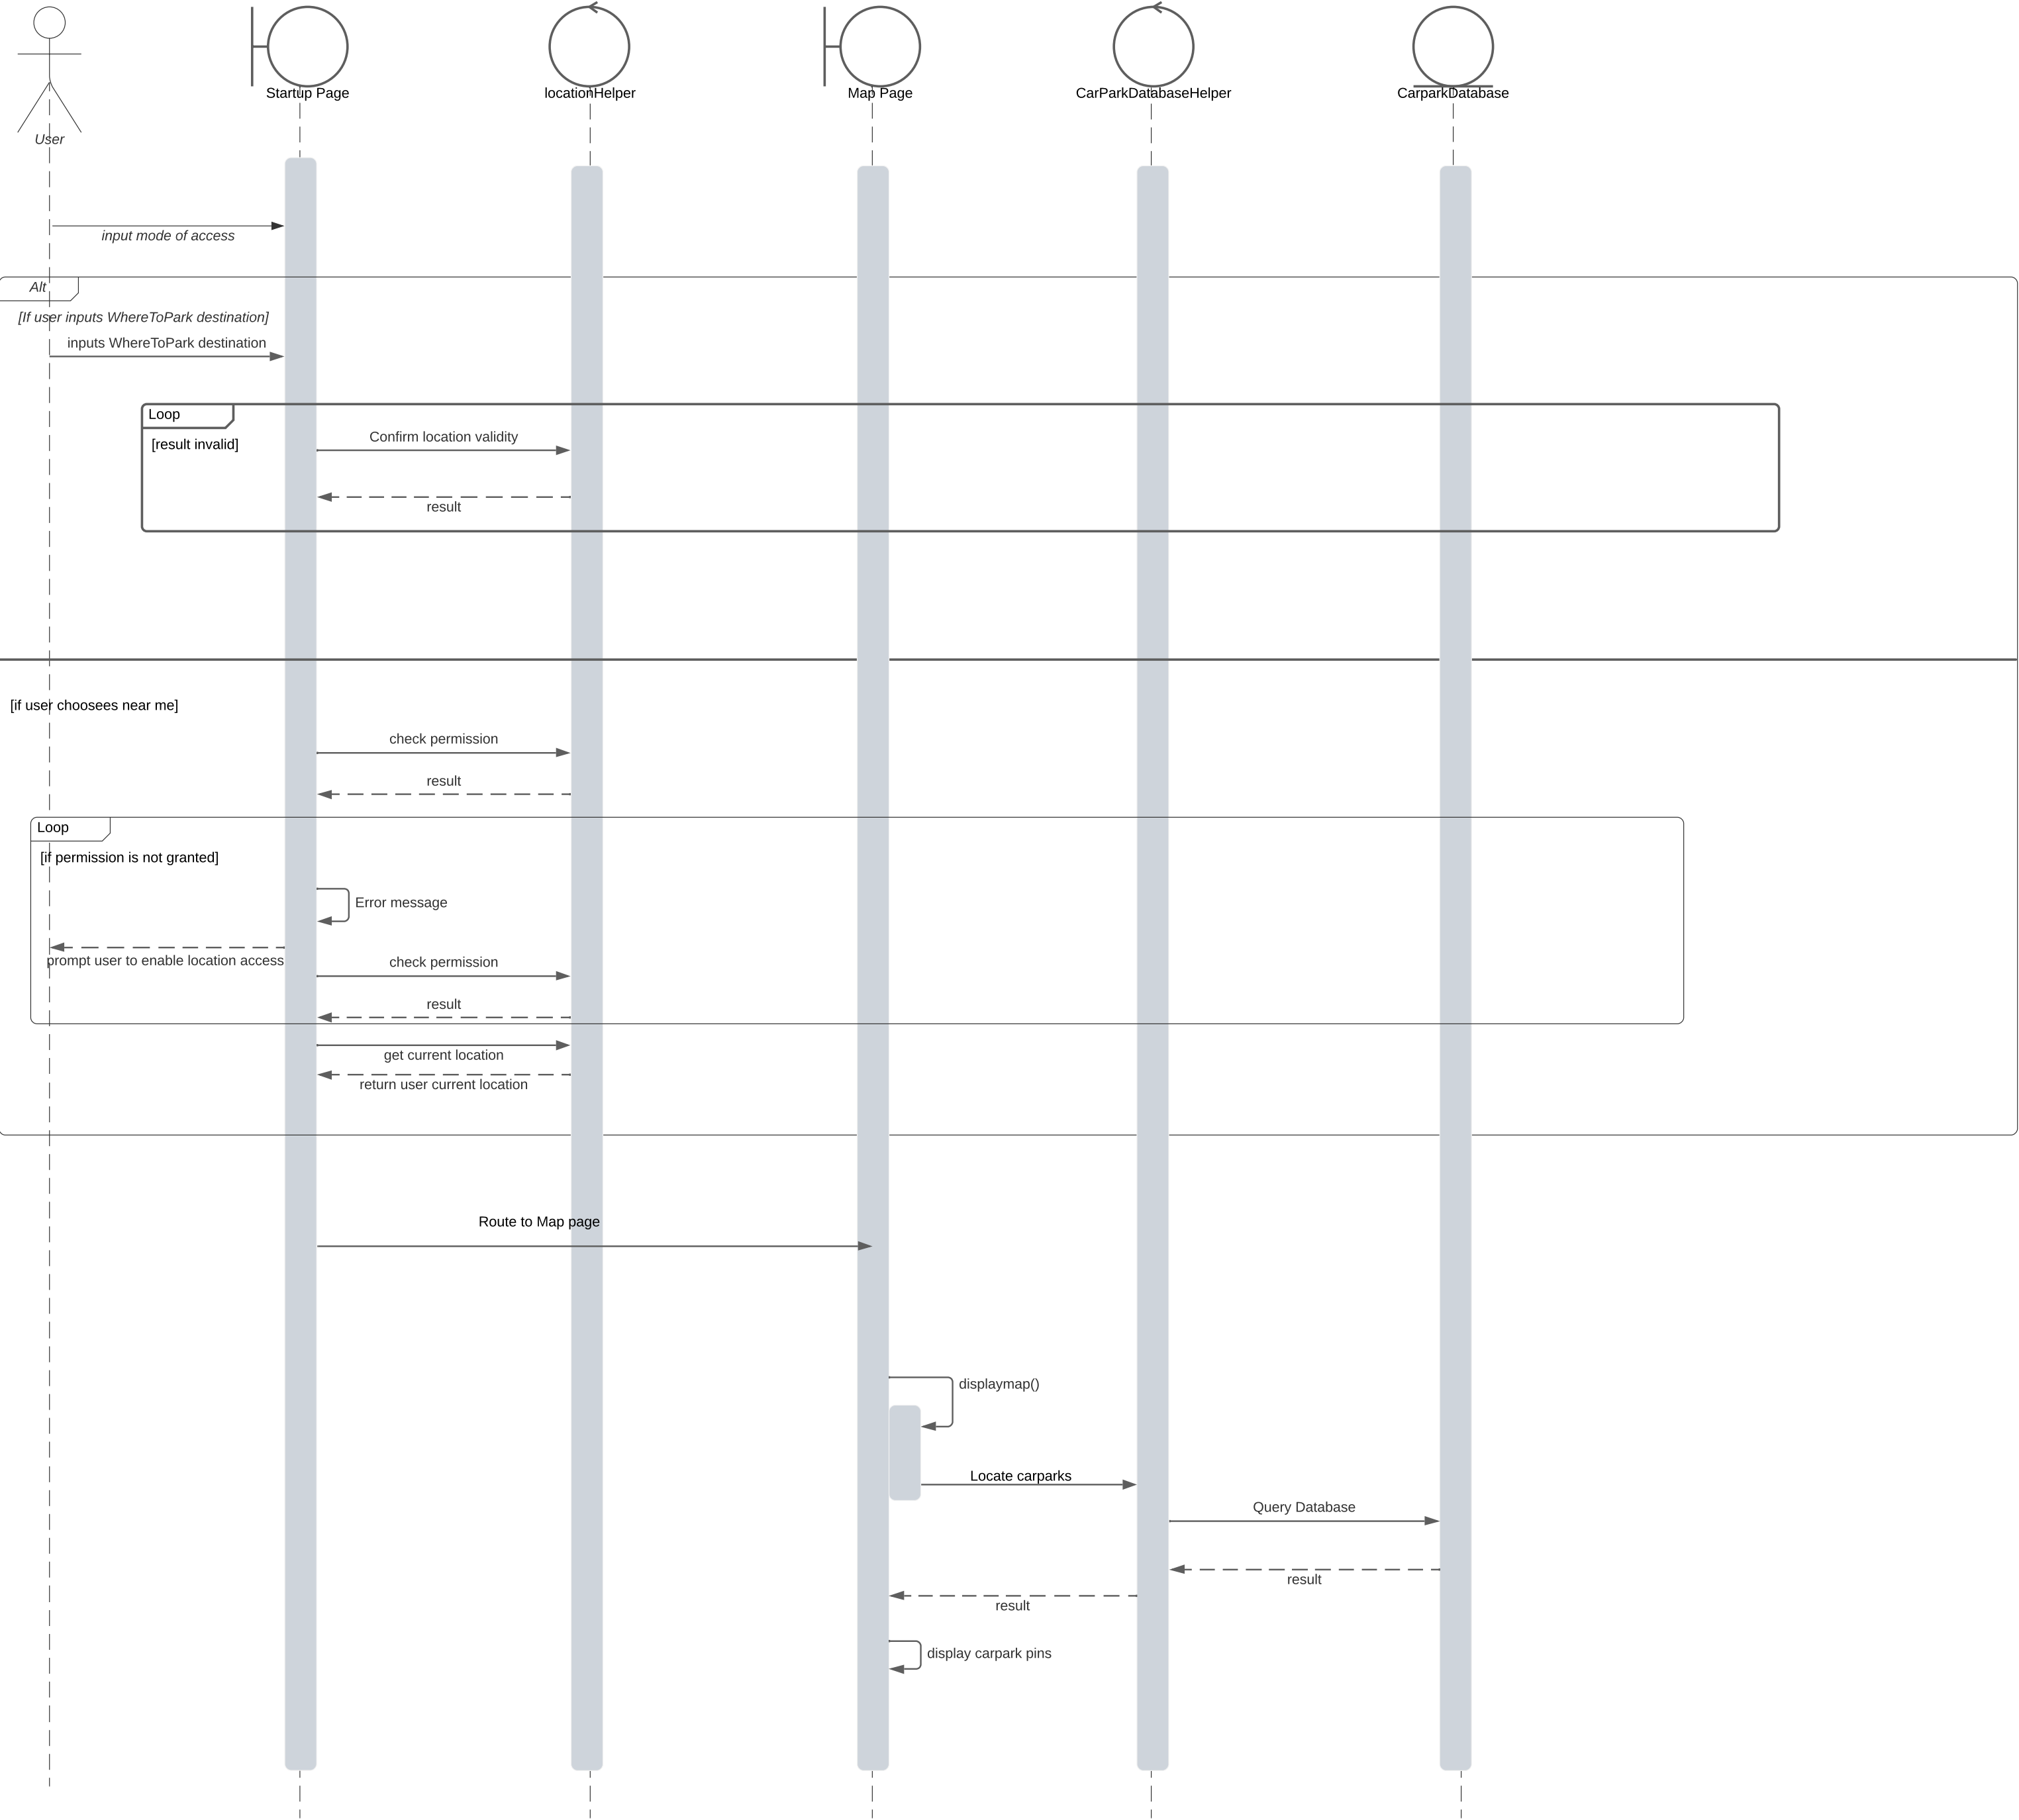 Startup Page
locationHelper
Map Page
CarParkDatabaseHelper
CarparkDatabase
User
input mode of access
Alt
[If user inputs WhereToPark destination]
inputs WhereToPark destination
Loop
Confirm location validity
[result invalid]
result
[if user choosees near me]
check permission
result
Loop
[if permission is not granted]
Error message
prompt user to enable location access
check permission
result
get current location
return user current location
Route to Map page
displaymap()
Locate carparks
Query Database
result
result
display carpark pins